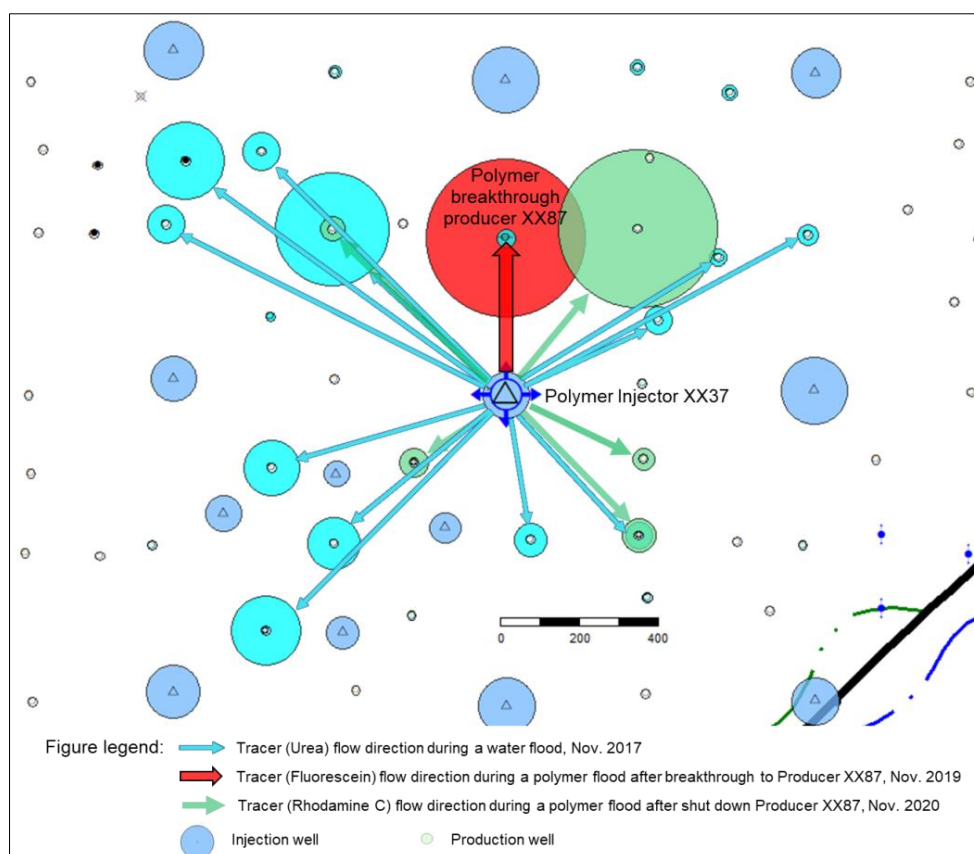 Polymer
breakthrough
producer XX87
Polymer Injector XX37
0 200 400
Figure legend:
Tracer (Urea) flow direction during a water flood, Nov. 2017
Tracer (Fluorescein) flow direction during a polymer flood after breakthrough to Producer XX87, Nov. 2019
Tracer (Rhodamine C) flow direction during a polymer flood after shut down Producer XX87, Nov. 2020
Injection well
Production well